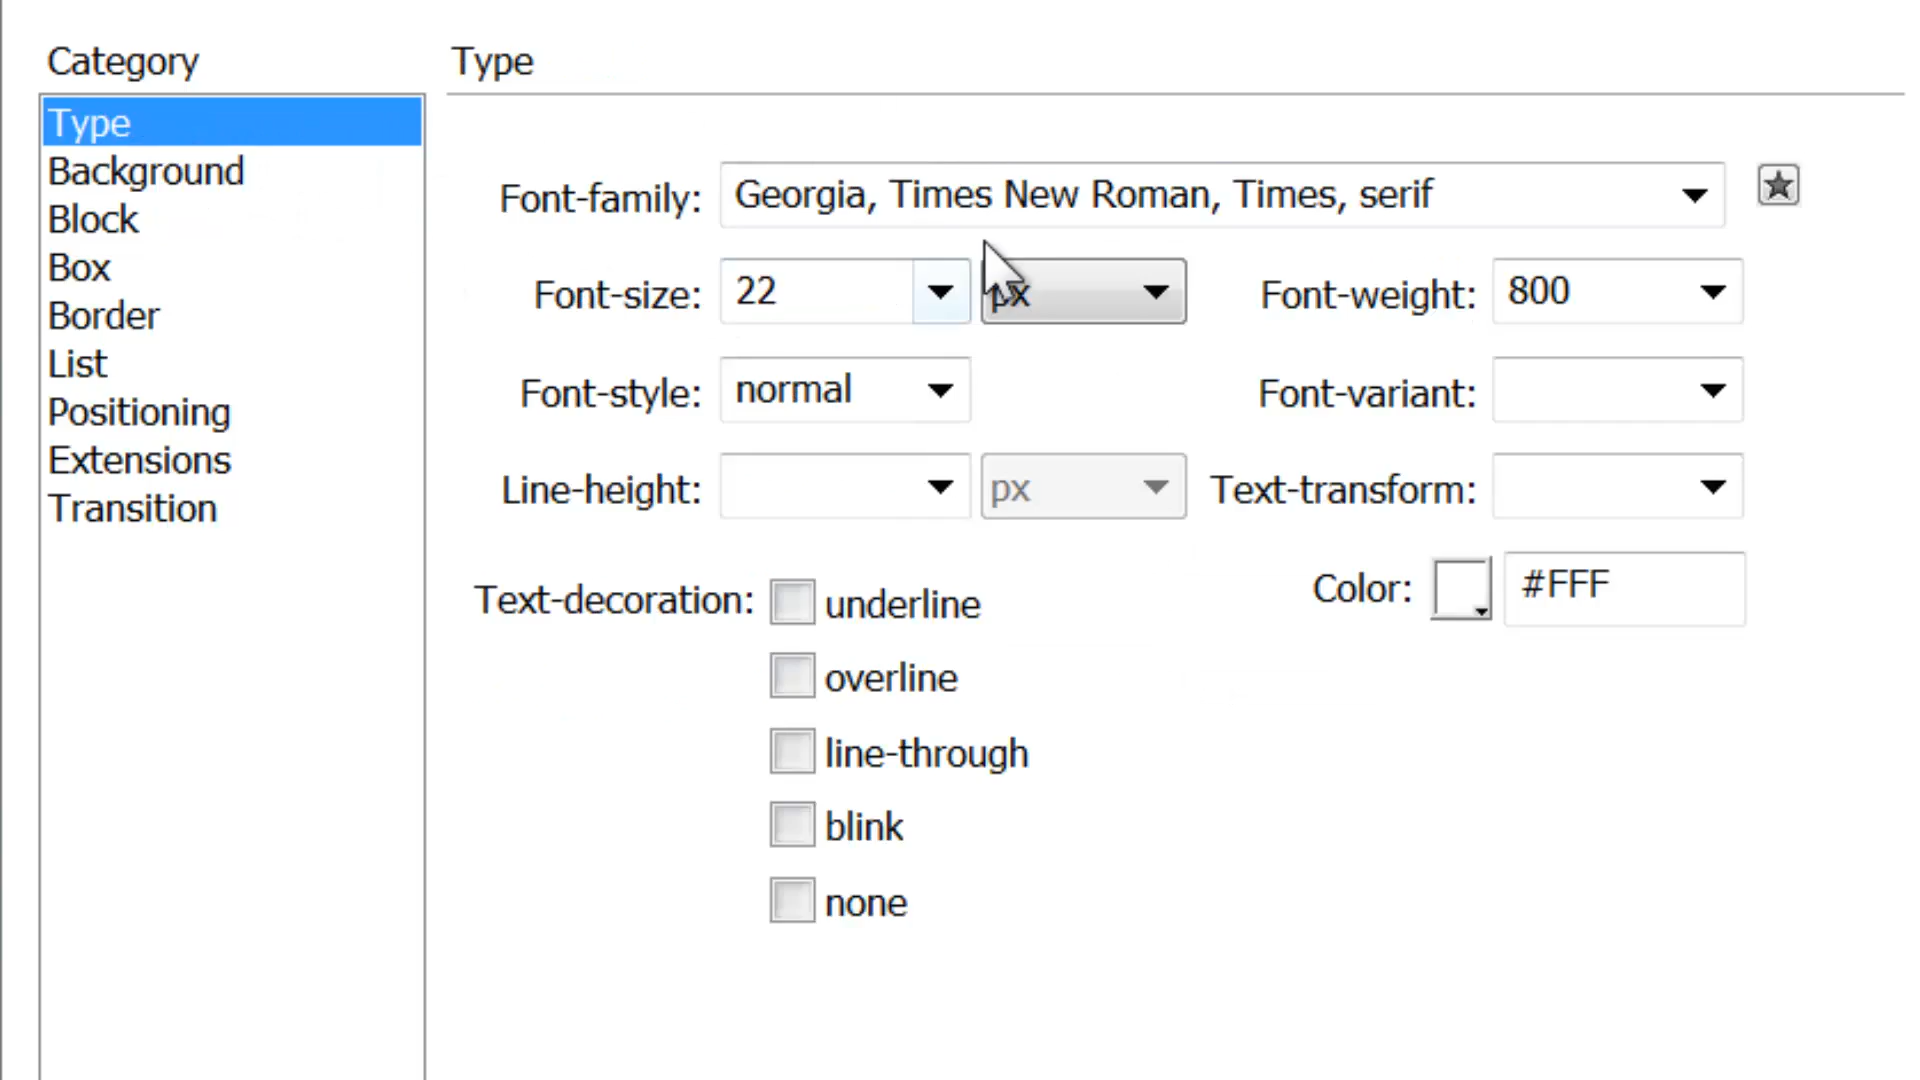 Category
Type
Type
Background
Block
Box
Border
List
Positioning
Extensions
Transition
Font-family: Georgia, Times New Roman, Times, serif
Font-size: 22 px Font-weight: 800
Font-style: normal Font-variant:
Line-height: px Text-transform:
Text-decoration: underline Color: #FFF
overline
line-through
blink
none